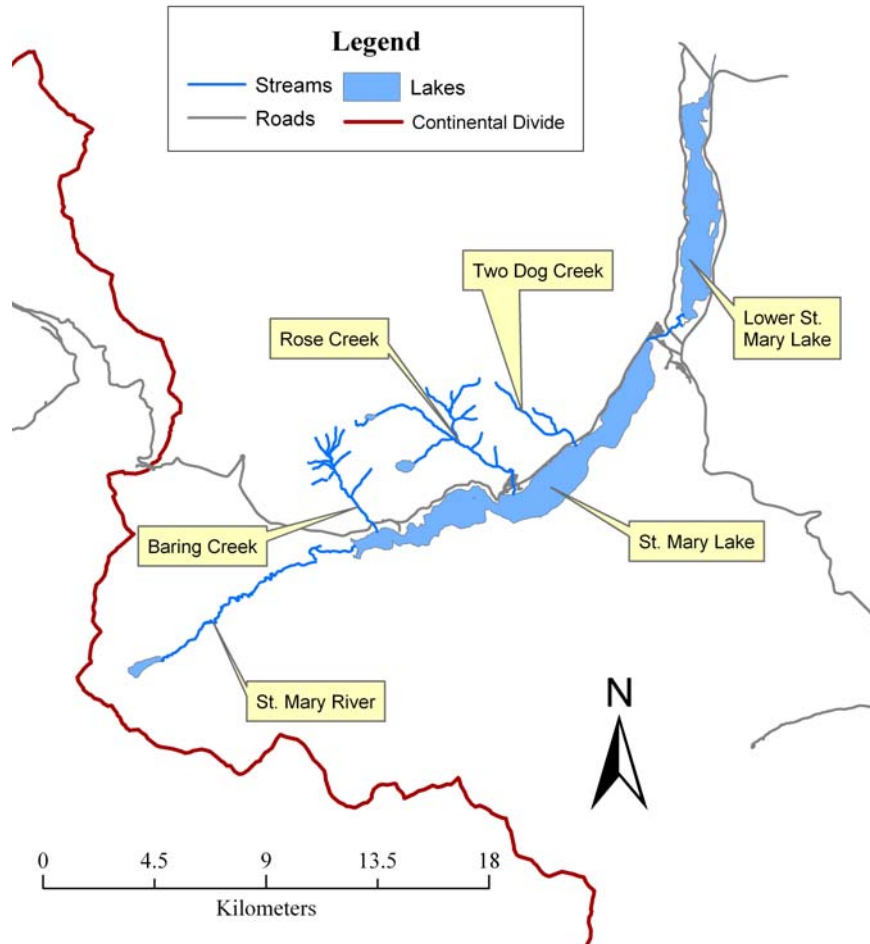 Legend
Streams
Lakes
Roads
Continental Divide
Two Dog Creek
Rose Creek
Lower St.
Mary Lake
Baring Creek
St. Mary Lake
St. Mary River
N
0 4.5 9 13.5 18
Kilometers